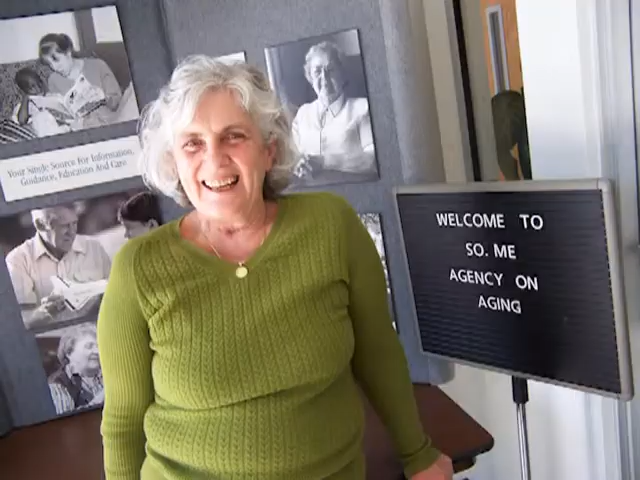 Your Single Source For Information,
Guidance, Education And Care
WELCOME TO
SO. ME
AGENCY ON
AGING